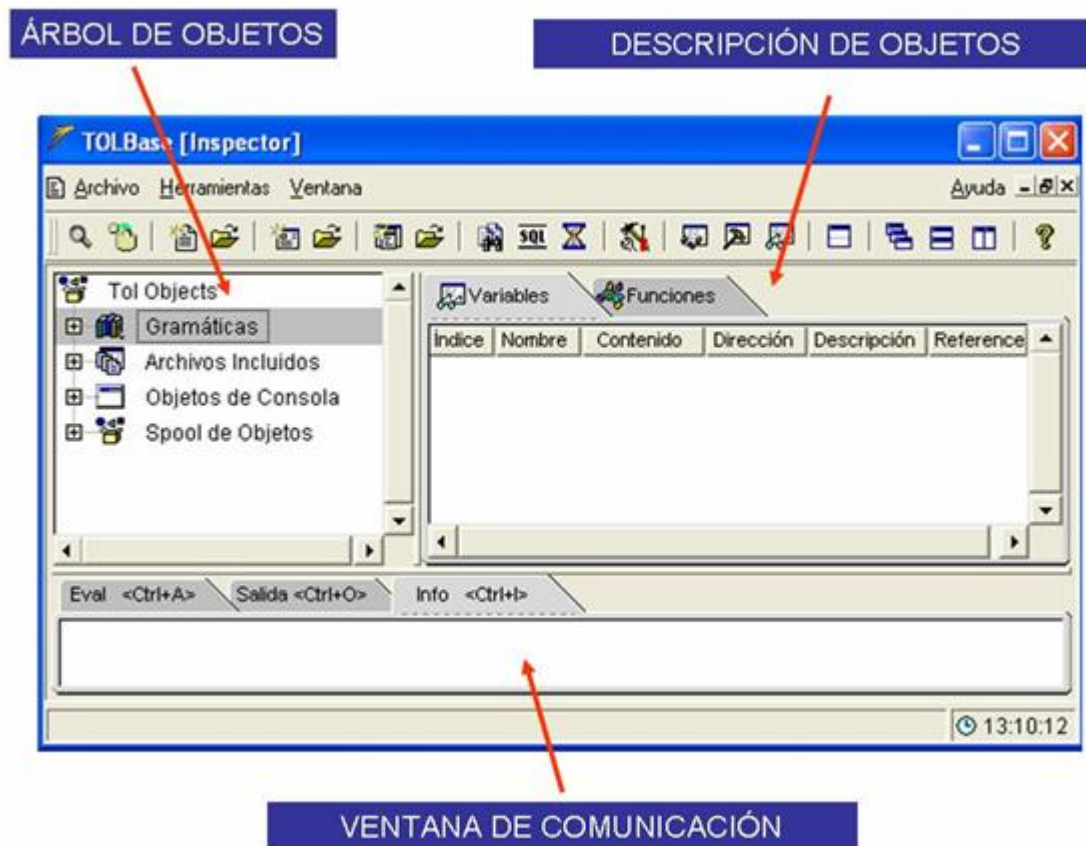 ÁRBOL DE OBJETOS
DESCRIPCIÓN DE OBJETOS
TOLBase [Inspector]
Archivo Herramientas Ventana Ayuda
SQL
Tol Objects
Gramáticas
Archivos Incluidos
Objetos de Consola
Spool de Objetos
Variables Funciones
Índice Nombre Contenido Dirección Descripción Reference
Eval <Ctrl+A> Salida <Ctrl+O> Info <Ctrl+I>
13:10:12
VENTANA DE COMUNICACIÓN